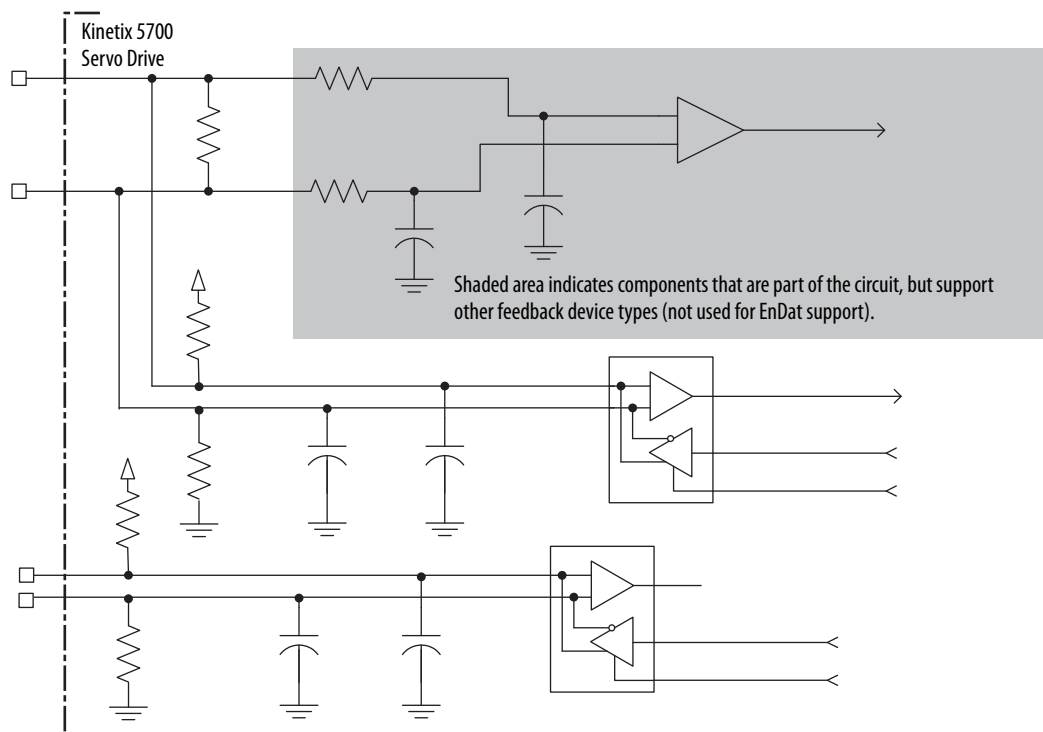 Kinetix 5700
Servo Drive
Shaded area indicates components that are part of the circuit, but support
other feedback device types (not used for EnDat support).